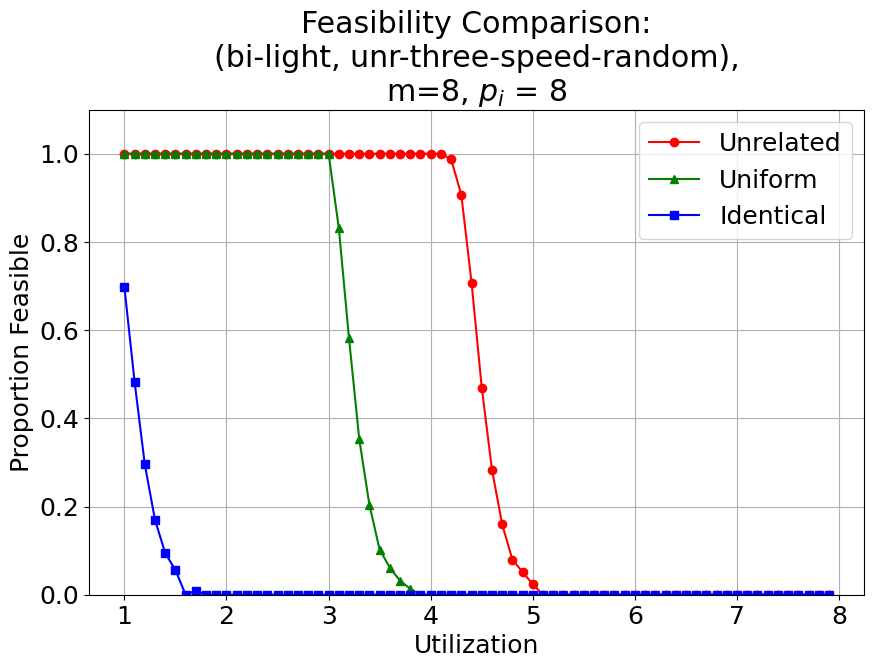 Feasibility Comparison:
(bi-light, unr-three-speed-random),
m=8, $p_i$ = 8
Unrelated
Uniform
Identical
Proportion Feasible
1.0
0.8
0.6
0.4
0.2
0.0
1 2 3 4 5 6 7 8
Utilization